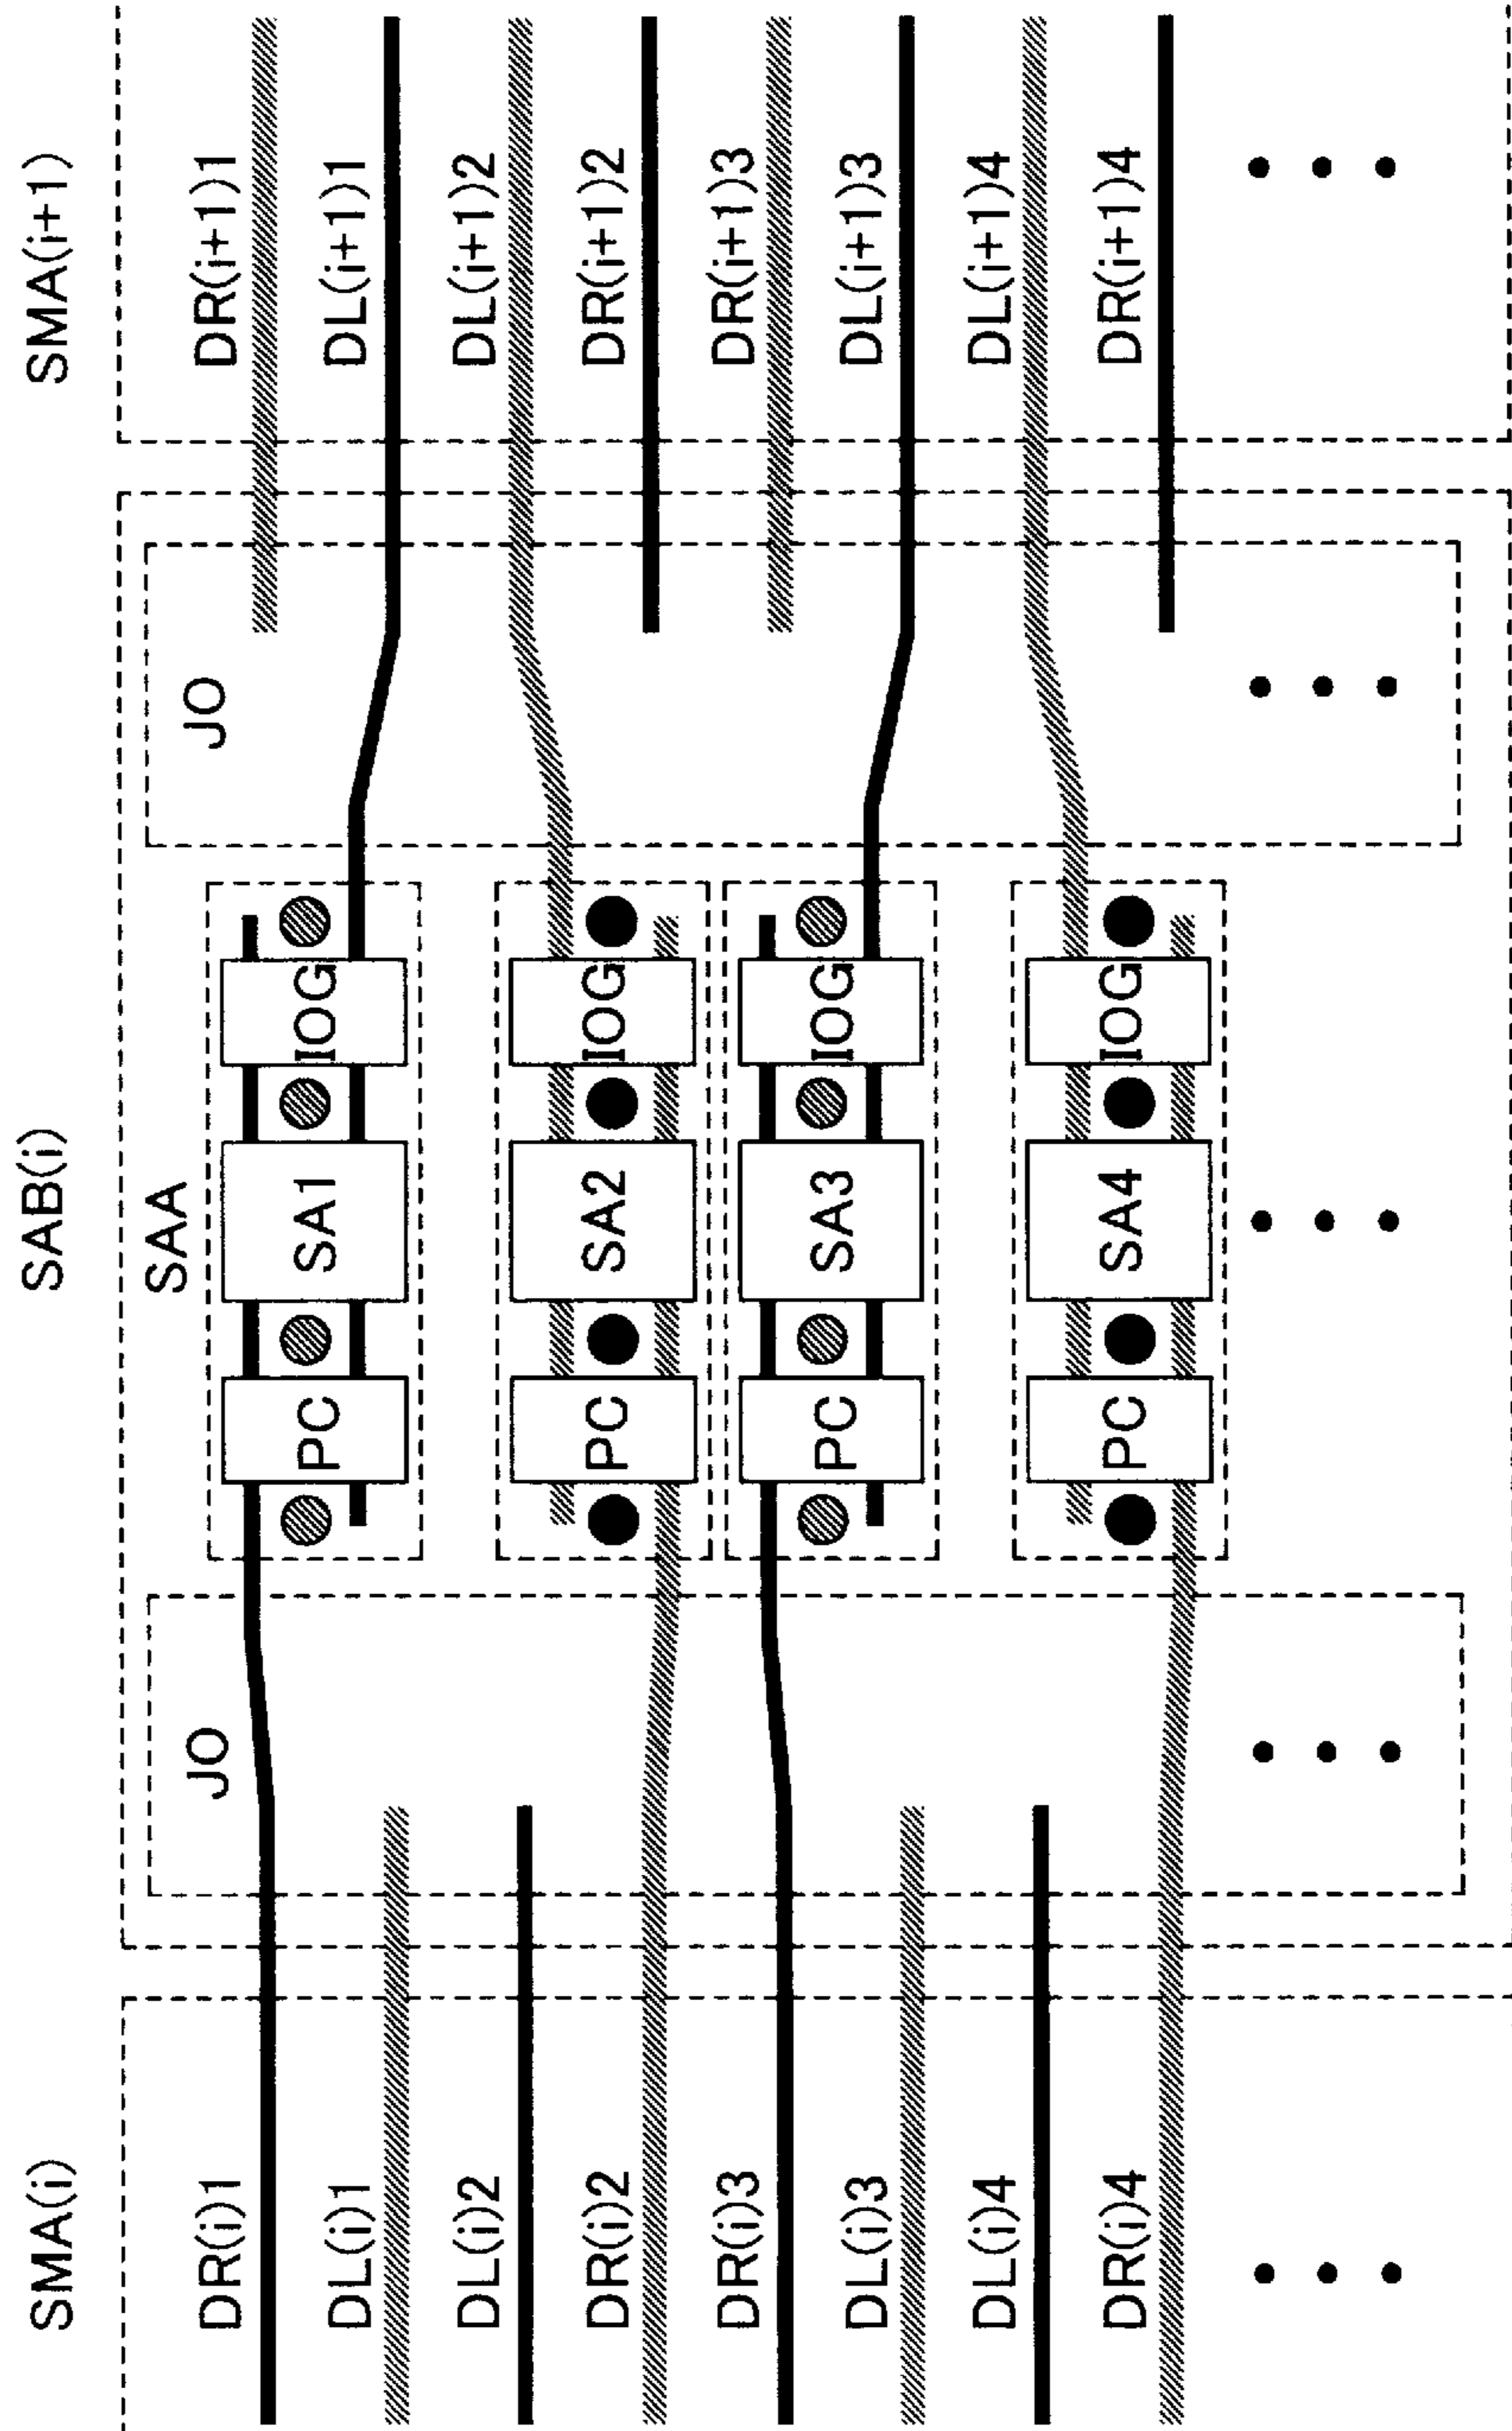 SMA(i)
SAB(i)
SMA(i+1)
JO
SAA
JO
DR(i)1
DL(i)1
DL(i)2
DR(i)2
DR(i)3
DL(i)3
DL(i)4
DR(i)4
PC
SA1
IOG
PC
SA2
IOG
PC
SA3
IOG
PC
SA4
IOG
DR(i+1)1
DL(i+1)1
DL(i+1)2
DR(i+1)2
DR(i+1)3
DL(i+1)3
DL(i+1)4
DR(i+1)4